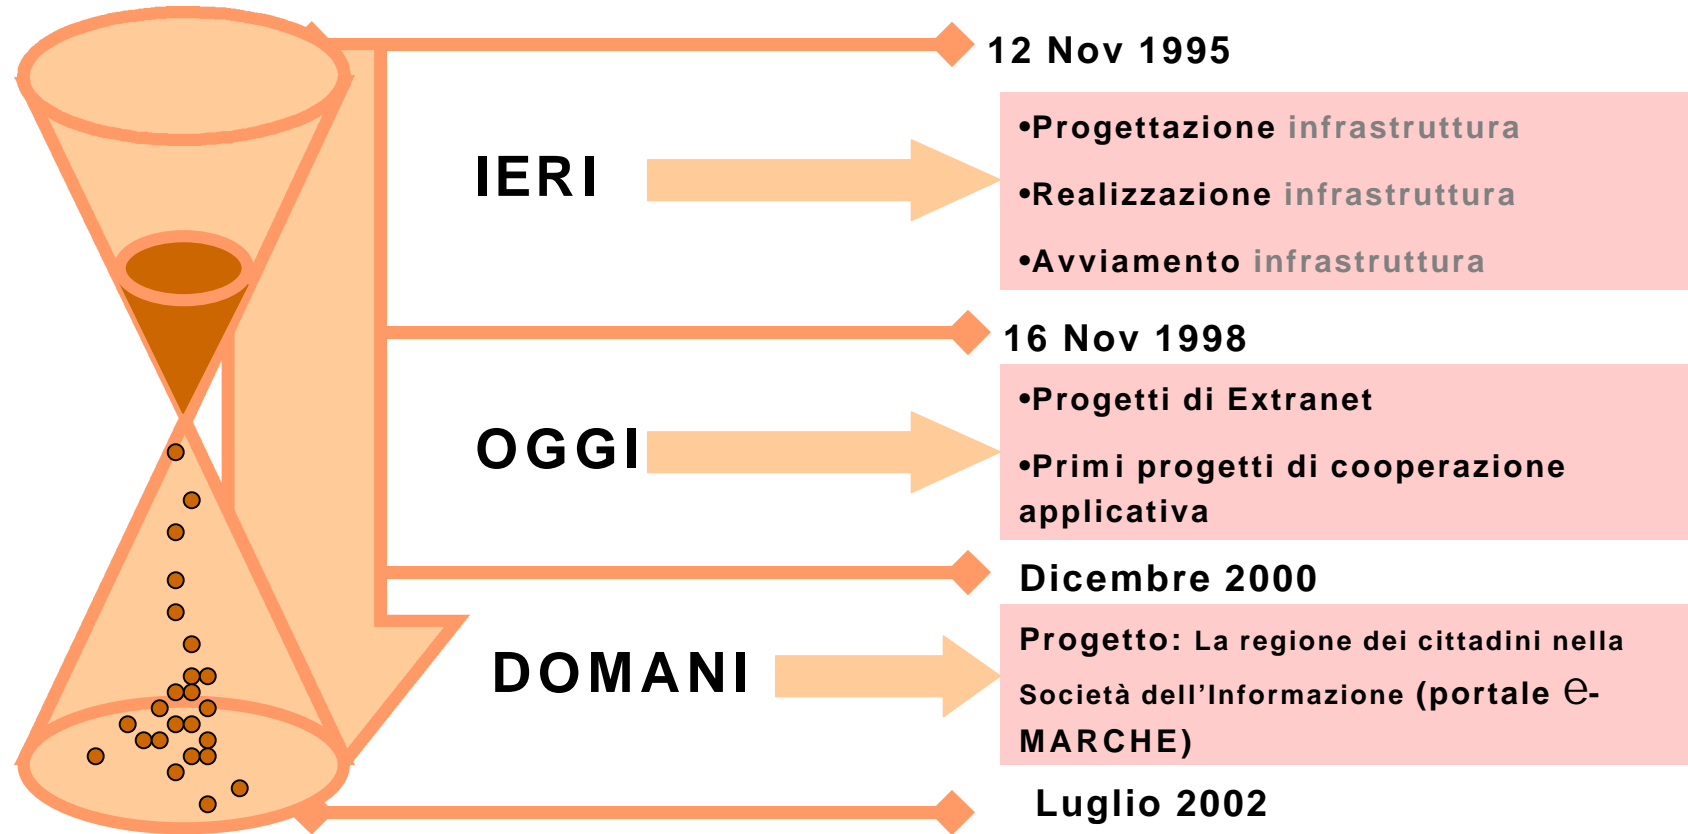 12 Nov 1995
IERI
•Progettazione infrastruttura
•Realizzazione infrastruttura
•Avviamento infrastruttura
16 Nov 1998
OGGI
•Progetti di Extranet
•Primi progetti di cooperazione
applicativa
Dicembre 2000
DOMANI
Progetto: La regione dei cittadini nella
Società dell'Informazione (portale e-
MARCHE)
Luglio 2002